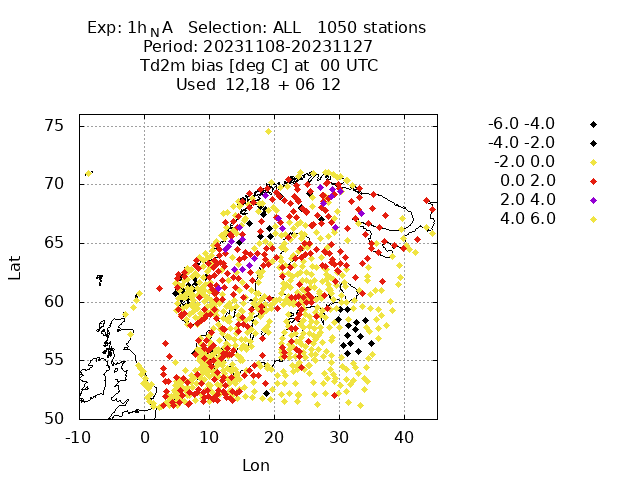 Exp: 1h_N A   Selection: ALL   1050 stations
Period: 20231108-20231127
Td2m bias [deg C] at  00 UTC
Used  12,18 + 06 12
75
70
65
60
55
50
-10 0 10 20 30 40
Lat
Lon
-6.0 -4.0
-4.0 -2.0
-2.0 0.0
0.0 2.0
2.0 4.0
4.0 6.0